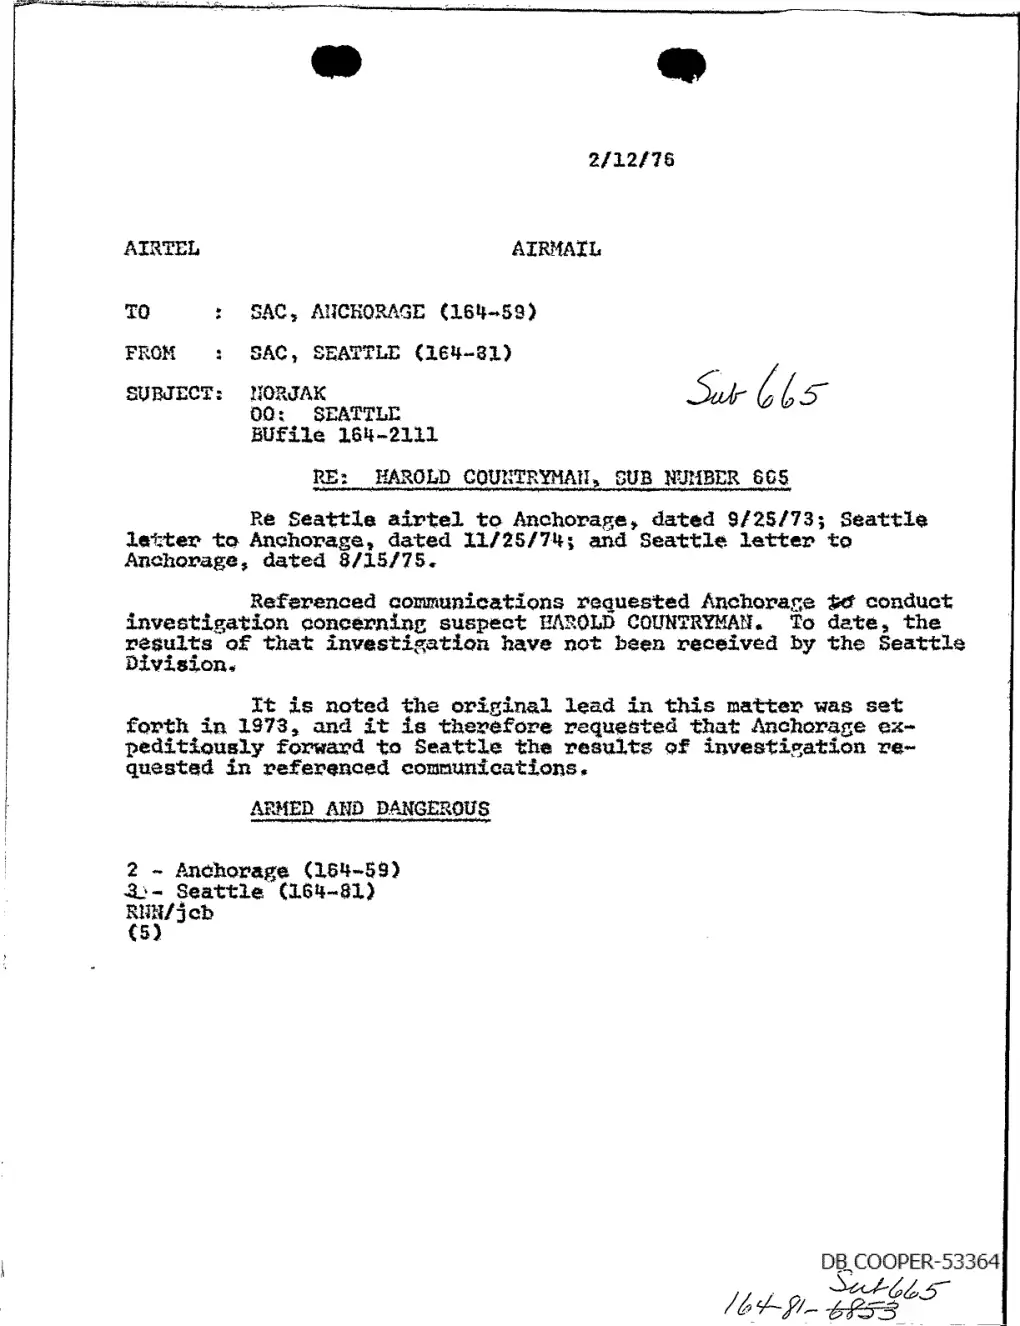 2/12/76
AIRTEL AIRMAIL
TO : SAC, ANCHORAGE (164-59)
FROM : SAC, SEATTLE (164-81)
SUBJECT: NORJAK
OO: SEATTLE
BUfile 164-2111
Sub 665
RE: HAROLD COUNTRYMAN, SUB NUMBER 665
Re Seattle airtel to Anchorage, dated 9/25/73; Seattle
letter to Anchorage, dated 11/25/74; and Seattle letter to
Anchorage, dated 8/15/75.
Referenced communications requested Anchorage to conduct
investigation concerning suspect HAROLD COUNTRYMAN. To date, the
results of that investigation have not been received by the Seattle
Division.
It is noted the original lead in this matter was set
forth in 1973, and it is therefore requested that Anchorage ex-
peditiously forward to Seattle the results of investigation re-
quested in referenced communications.
ARMED AND DANGEROUS
2 - Anchorage (164-59)
3 - Seattle (164-81)
RNN/jcb
(5)
DB COOPER-53364
Sub 665
164-81-6853